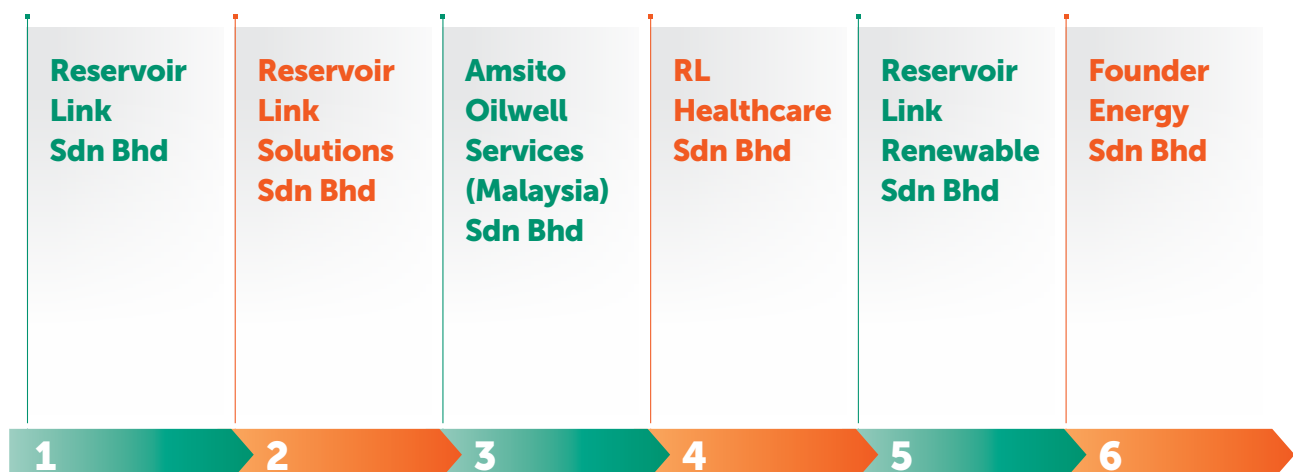 Reservoir
Link
Sdn Bhd
Reservoir
Link
Solutions
Sdn Bhd
Amsito
Oilwell
Services
(Malaysia)
Sdn Bhd
RL
Healthcare
Sdn Bhd
Reservoir
Link
Renewable
Sdn Bhd
Founder
Energy
Sdn Bhd
1
2
3
4
5
6